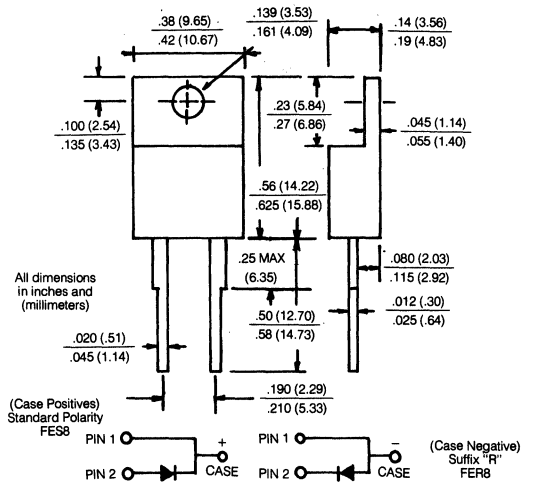 .38 (9.65)
.42 (10.67)
.139 (3.53)
.161 (4.09)
.14 (3.56)
.19 (4.83)
.100 (2.54)
.135 (3.43)
.23 (5.84)
.27 (6.86)
.045 (1.14)
.055 (1.40)
.56 (14.22)
.625 (15.88)
.25 MAX
(6.35)
.080 (2.03)
.115 (2.92)
All dimensions
in inches and
(millimeters)
.50 (12.70)
.58 (14.73)
.012 (.30)
.025 (.64)
.020 (.51)
.045 (1.14)
.190 (2.29)
.210 (5.33)
(Case Positives)
Standard Polarity
FES8
PIN 1
+
PIN 2
CASE
PIN 1
–
PIN 2
CASE
(Case Negative)
Suffix "R"
FER8